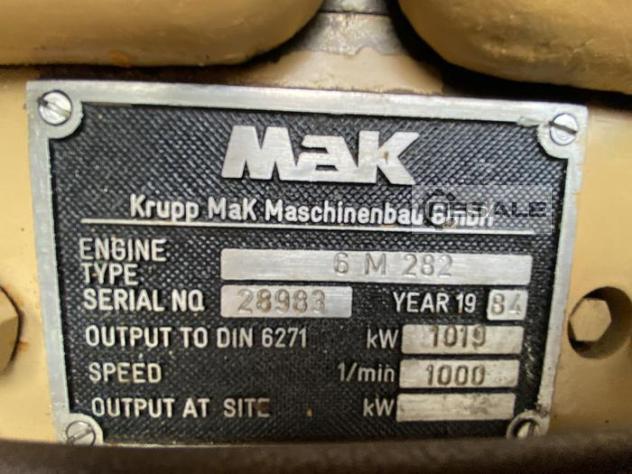 MaK
Krupp MaK Maschinenbau GmbH
ENGINE TYPE 6 M 282
SERIAL NO. 28983 YEAR 19 84
OUTPUT TO DIN 6271 kW 1019
SPEED 1/min 1000
OUTPUT AT SITE kW